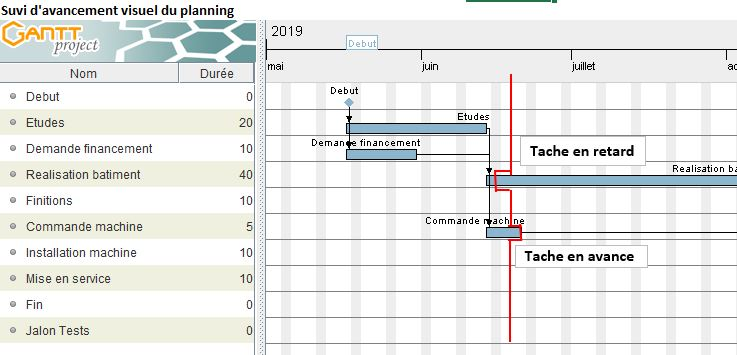 Suvi d'avancement visuel du planning
GANTT
project
2019
Debut
mai juin juillet
Nom Durée
Debut 0
Etudes 20
Demande financement 10
Realisation batiment 40
Finitions 10
Commande machine 5
Installation machine 10
Mise en service 10
Fin 0
Jalon Tests 0
Debut
Etudes
Demande financement
Tache en retard
Realisation ba
Commande machine
Tache en avance